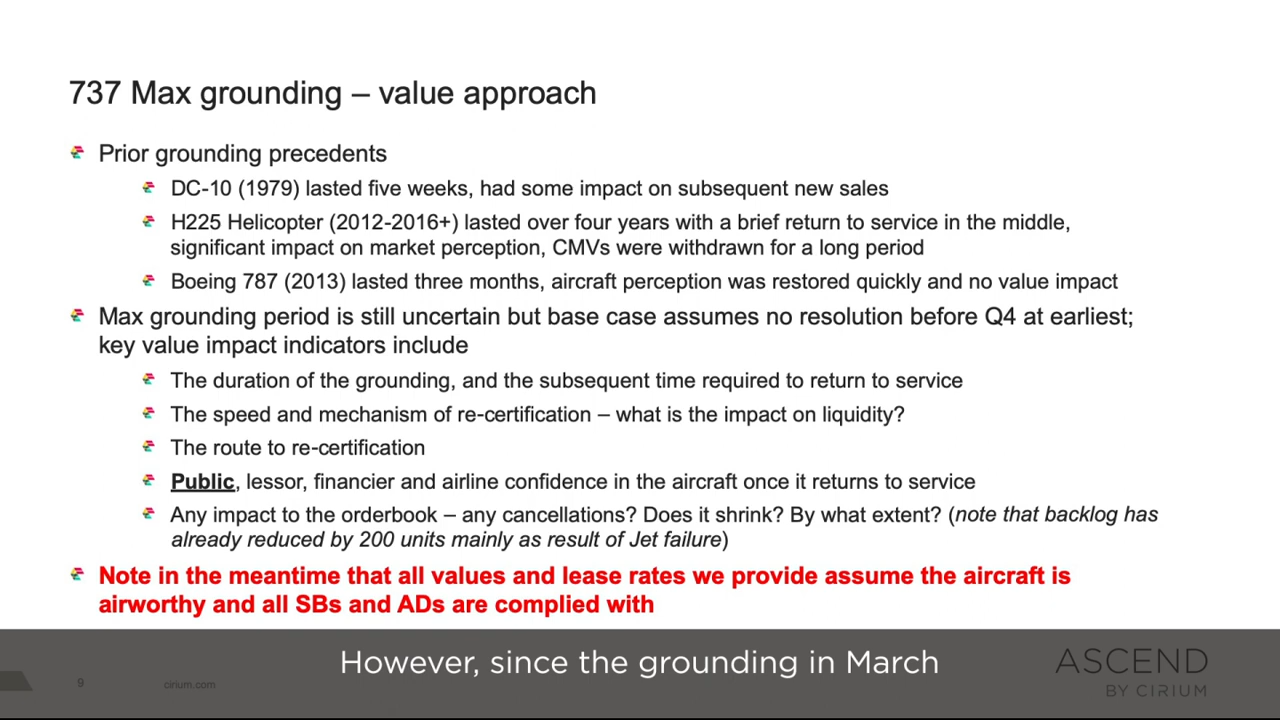 737 Max grounding – value approach
Prior grounding precedents
DC-10 (1979) lasted five weeks, had some impact on subsequent new sales
H225 Helicopter (2012-2016+) lasted over four years with a brief return to service in the middle,
significant impact on market perception, CMVs were withdrawn for a long period
Boeing 787 (2013) lasted three months, aircraft perception was restored quickly and no value impact
Max grounding period is still uncertain but base case assumes no resolution before Q4 at earliest;
key value impact indicators include
The duration of the grounding, and the subsequent time required to return to service
The speed and mechanism of re-certification – what is the impact on liquidity?
The route to re-certification
Public, lessor, financier and airline confidence in the aircraft once it returns to service
Any impact to the orderbook – any cancellations? Does it shrink? By what extent? (note that backlog has
already reduced by 200 units mainly as result of Jet failure)
Note in the meantime that all values and lease rates we provide assume the aircraft is
airworthy and all SBs and ADs are complied with
However, since the grounding in March
9
cirium.com
ASCEND
BY CIRIUM